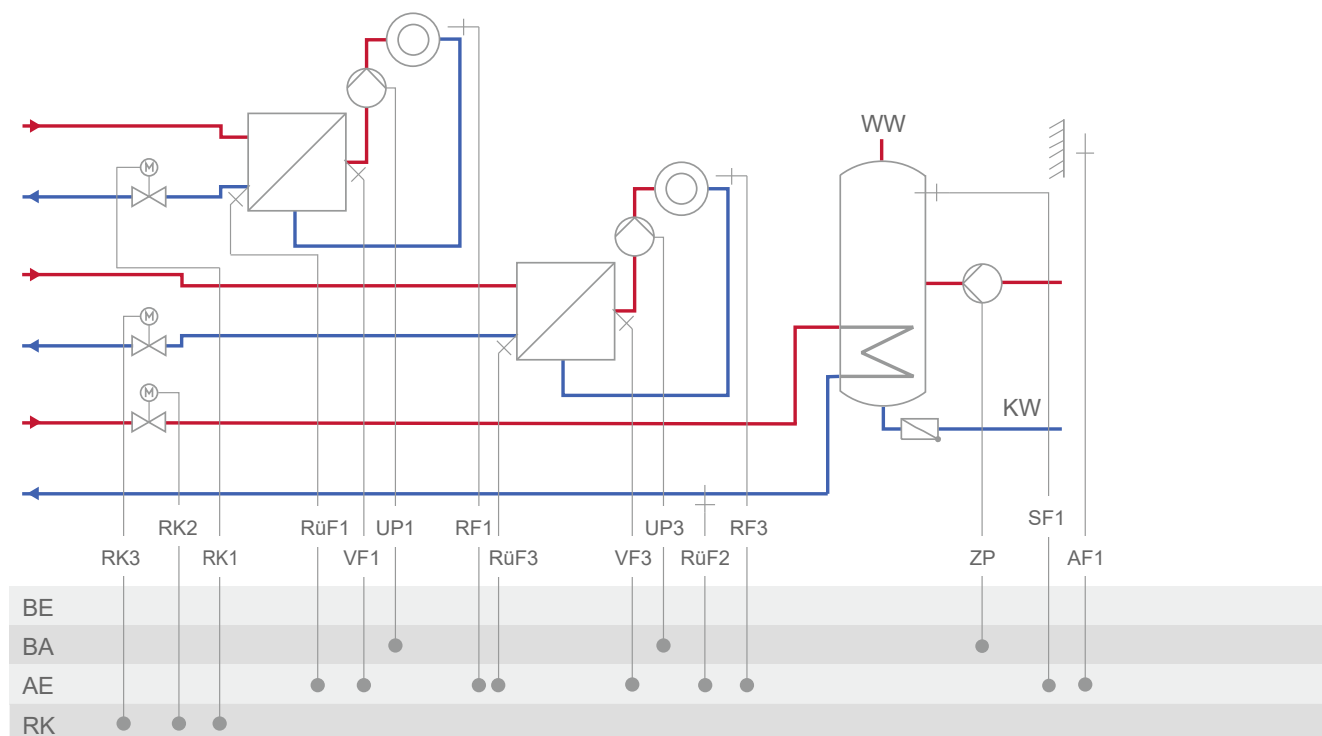 WW
M
M
M
KW
RK2 RüF1 UP1 RF1 UP3 RF3 SF1
RK3 RK1 VF1 RüF3 VF3 RüF2 ZP AF1
BE
BA
AE
RK